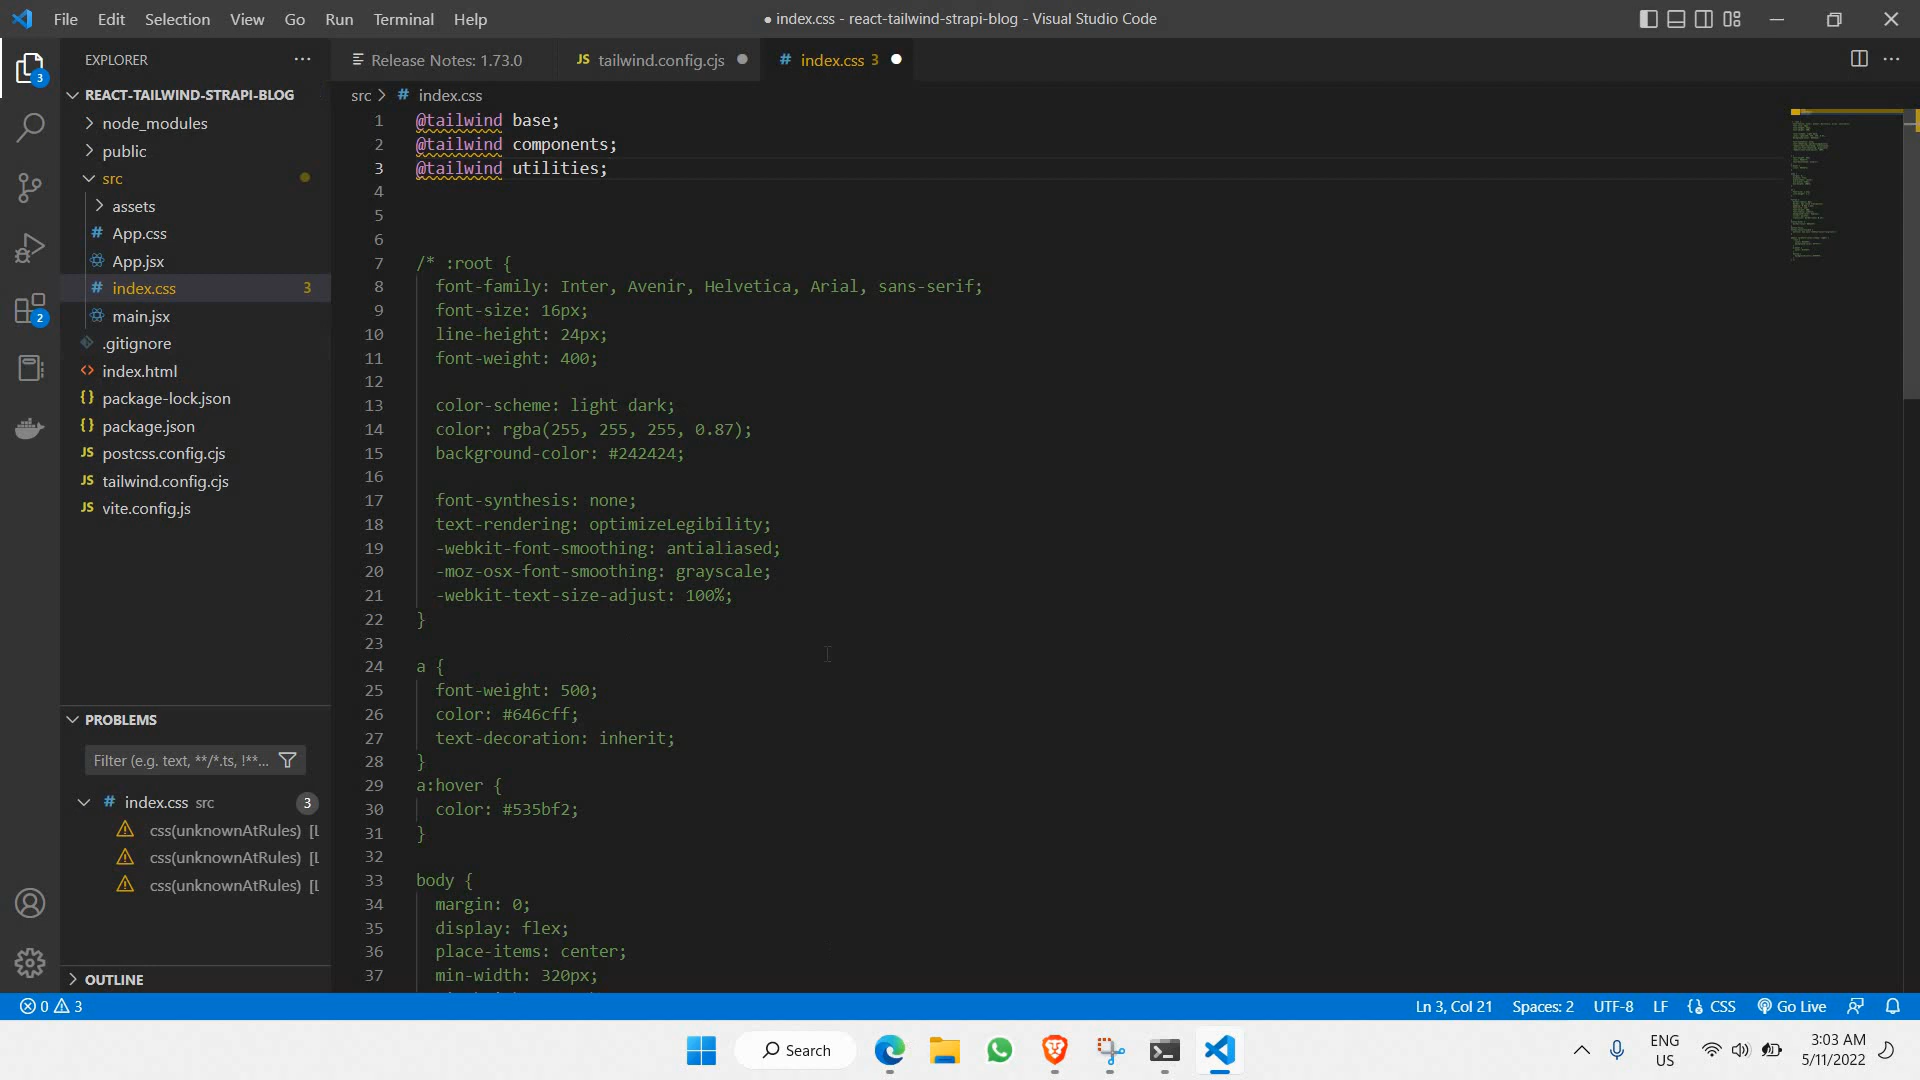 File Edit Selection View Go Run Terminal Help
● index.css - react-tailwind-strapi-blog - Visual Studio Code
EXPLORER
Release Notes: 1.73.0
JS tailwind.config.cjs
# index.css 3
3
REACT-TAILWIND-STRAPI-BLOG
node_modules
public
src
assets
# App.css
App.jsx
# index.css 3
main.jsx
.gitignore
<> index.html
{} package-lock.json
{} package.json
JS postcss.config.cjs
JS tailwind.config.cjs
JS vite.config.js
2
src > # index.css
1 @tailwind base;
2 @tailwind components;
3 @tailwind utilities;
4
5
6
7 /* :root {
8 font-family: Inter, Avenir, Helvetica, Arial, sans-serif;
9 font-size: 16px;
10 line-height: 24px;
11 font-weight: 400;
12
13 color-scheme: light dark;
14 color: rgba(255, 255, 255, 0.87);
15 background-color: #242424;
16
17 font-synthesis: none;
18 text-rendering: optimizeLegibility;
19 -webkit-font-smoothing: antialiased;
20 -moz-osx-font-smoothing: grayscale;
21 -webkit-text-size-adjust: 100%;
22 }
23
24 a {
25 font-weight: 500;
26 color: #646cff;
27 text-decoration: inherit;
28 }
29 a:hover {
30 color: #535bf2;
31 }
32
33 body {
34 margin: 0;
35 display: flex;
36 place-items: center;
37 min-width: 320px;
PROBLEMS
Filter (e.g. text, **/*.ts, !**...
# index.css src 3
css(unknownAtRules) [L
css(unknownAtRules) [L
css(unknownAtRules) [L
OUTLINE
0 3
Ln 3, Col 21 Spaces: 2 UTF-8 LF {} CSS Go Live
Search
ENG
US
3:03 AM
5/11/2022